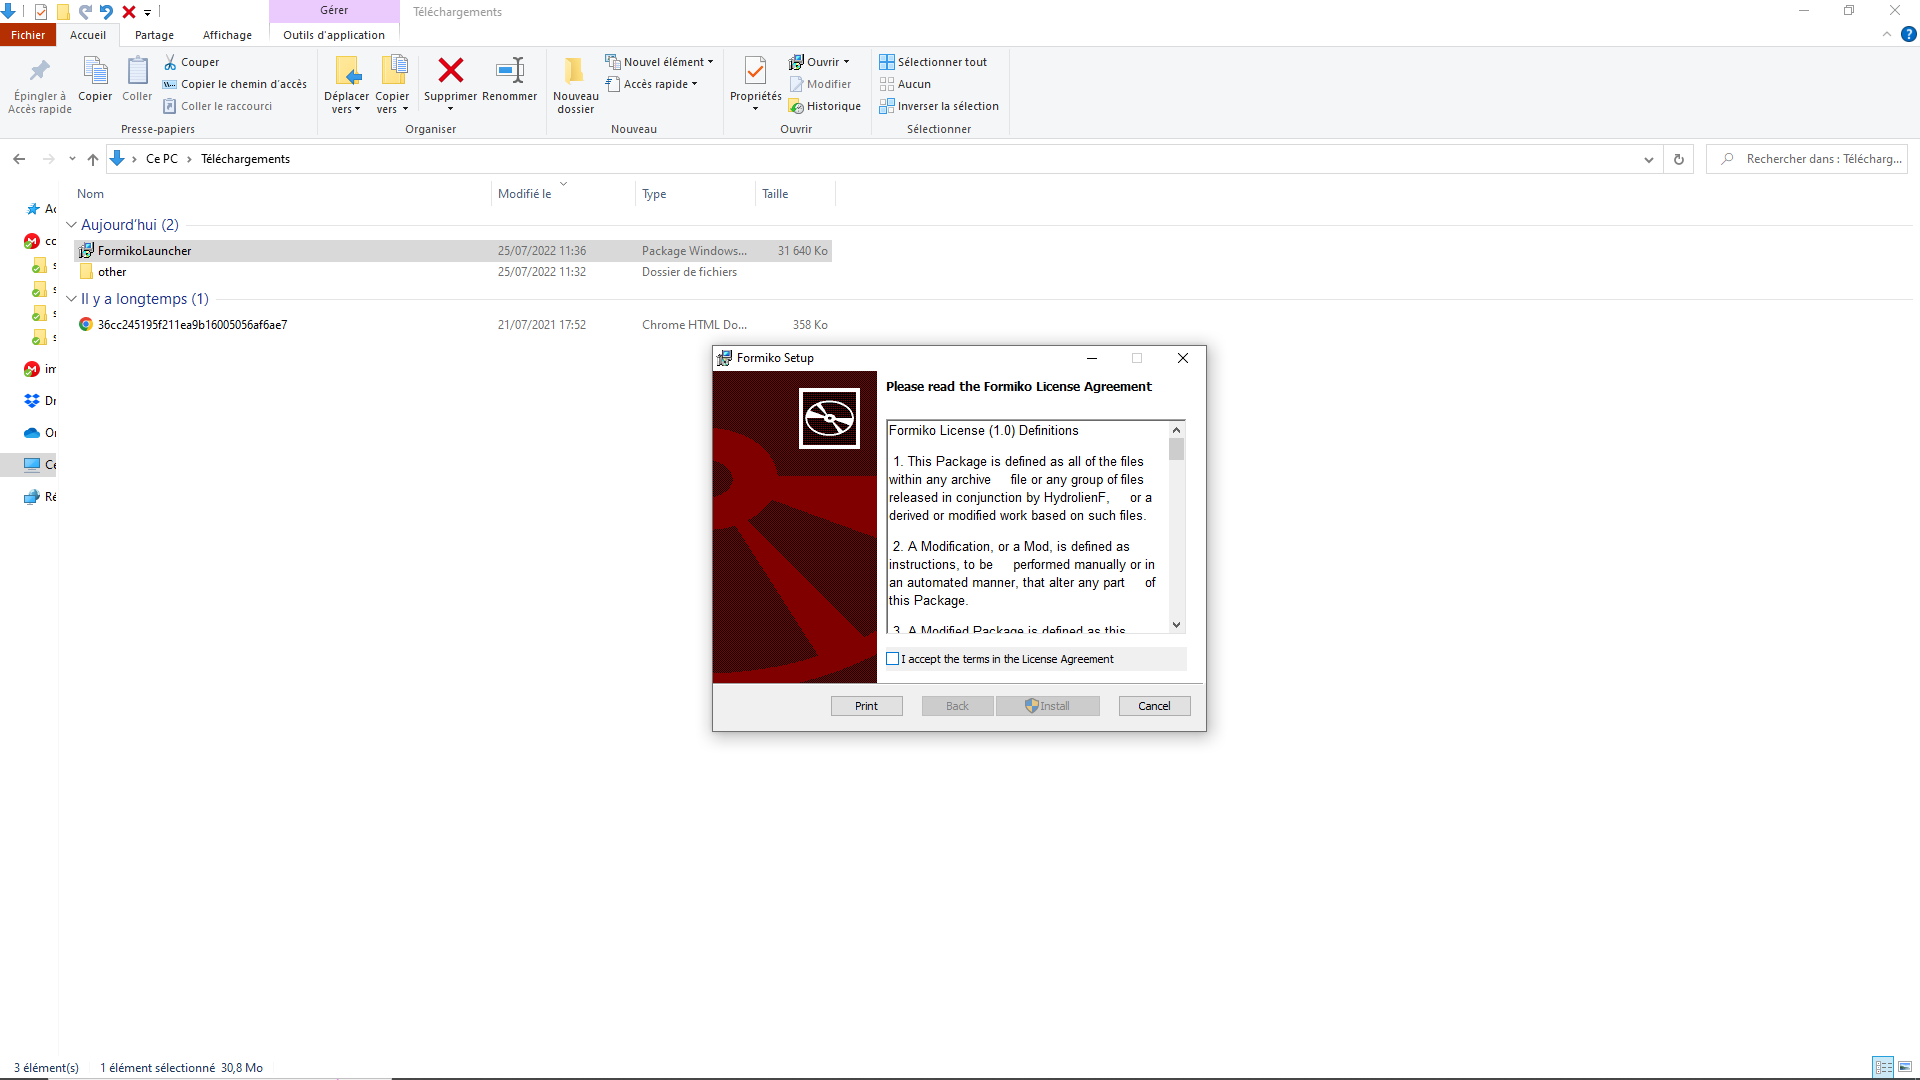 Gérer
Téléchargements
Fichier
Accueil
Partage
Affichage
Outils d'application
Épingler à
Accès rapide
Copier
Coller
Couper
Copier le chemin d'accès
Coller le raccourci
Presse-papiers
Déplacer
vers
Copier
vers
Supprimer
Renommer
Organiser
Nouveau
dossier
Nouvel élément
Accès rapide
Nouveau
Propriétés
Ouvrir
Modifier
Historique
Ouvrir
Sélectionner tout
Aucun
Inverser la sélection
Sélectionner
Ce PC > Téléchargements
Rechercher dans : Télécharg...
Nom
Modifié le
Type
Taille
Aujourd'hui (2)
FormikoLauncher 25/07/2022 11:36 Package Windows... 31 640 Ko
other 25/07/2022 11:32 Dossier de fichiers
Il y a longtemps (1)
36cc245195f211ea9b16005056af6ae7 21/07/2021 17:52 Chrome HTML Do... 358 Ko
Formiko Setup
Please read the Formiko License Agreement
Formiko License (1.0) Definitions
1. This Package is defined as all of the files
within any archive file or any group of files
released in conjunction by HydrolienF, or a
derived or modified work based on such files.
2. A Modification, or a Mod, is defined as
instructions, to be performed manually or in
an automated manner, that alter any part of
this Package.
3. A Modified Package is defined as this
I accept the terms in the License Agreement
Print
Back
Install
Cancel
3 élément(s)
1 élément sélectionné 30,8 Mo